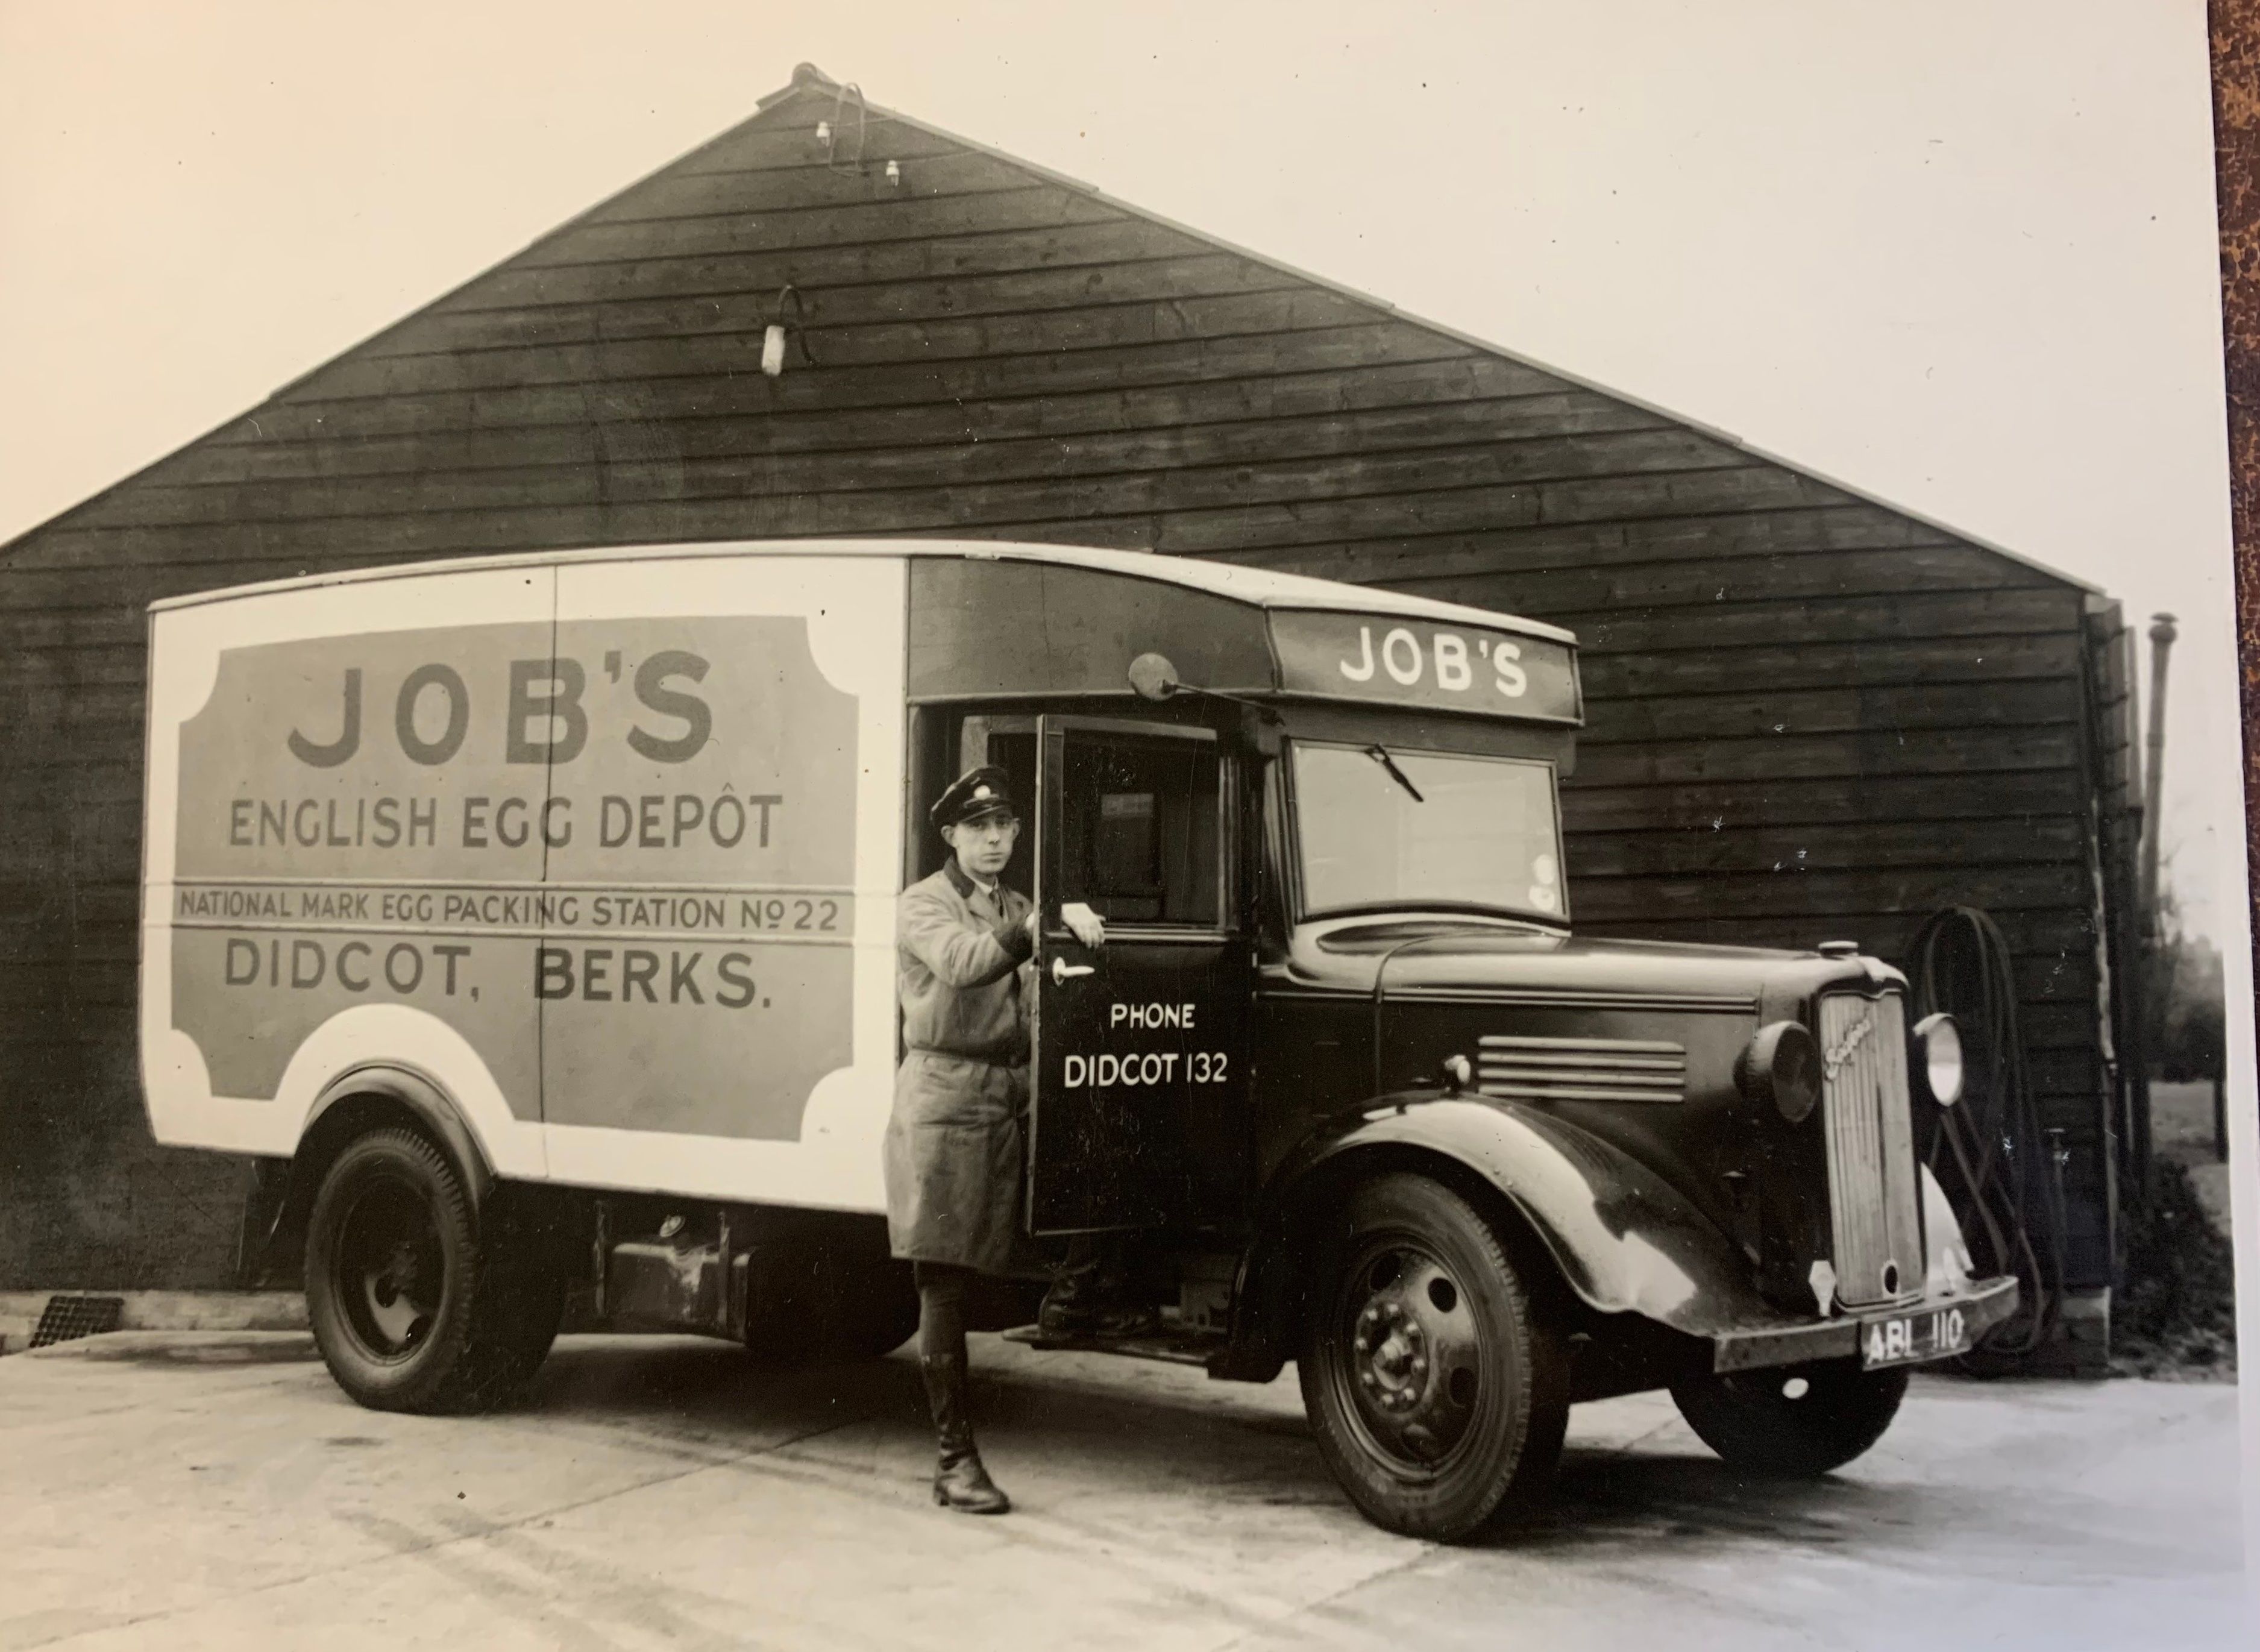 JOB'S
ENGLISH EGG DEPÔT
NATIONAL MARK EGG PACKING STATION Nº 22
DIDCOT, BERKS.
JOB'S
PHONE
DIDCOT 132
Bedford
ABL 110